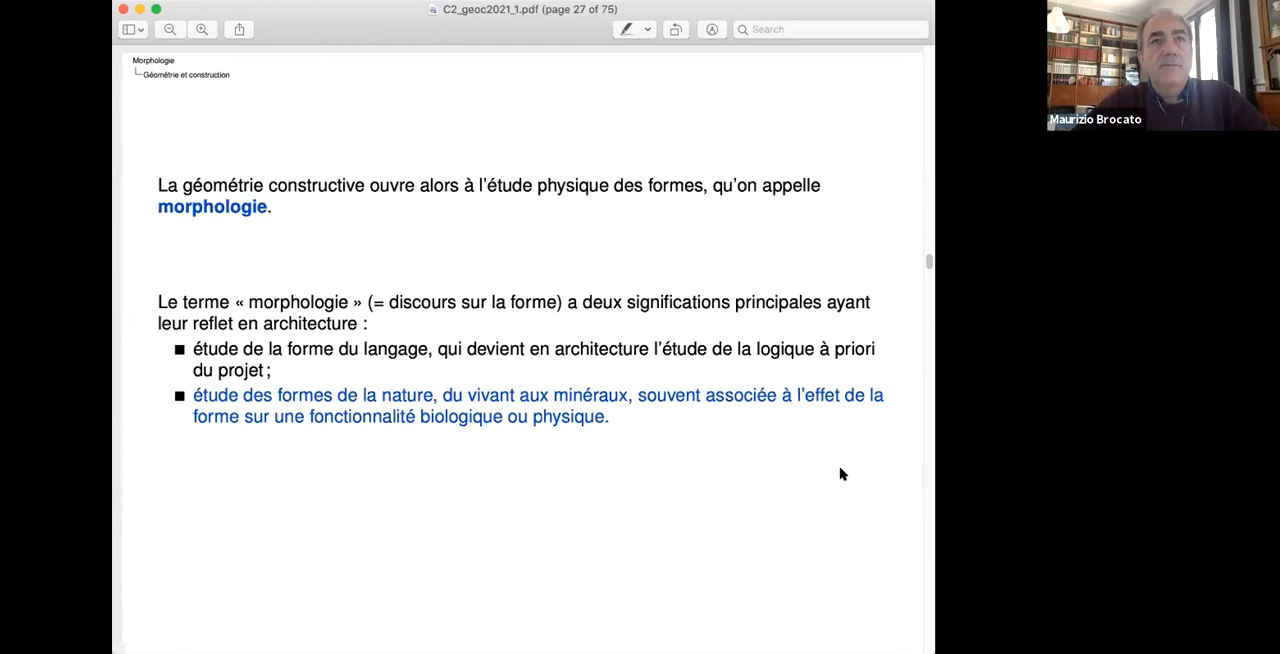 C2_geoc2021_1.pdf (page 27 of 75)
Search
Morphologie
Géométrie et construction
La géométrie constructive ouvre alors à l'étude physique des formes, qu'on appelle
morphologie.
Le terme « morphologie » (= discours sur la forme) a deux significations principales ayant
leur reflet en architecture :
étude de la forme du langage, qui devient en architecture l'étude de la logique à priori
du projet ;
étude des formes de la nature, du vivant aux minéraux, souvent associée à l'effet de la
forme sur une fonctionnalité biologique ou physique.
Maurizio Brocato